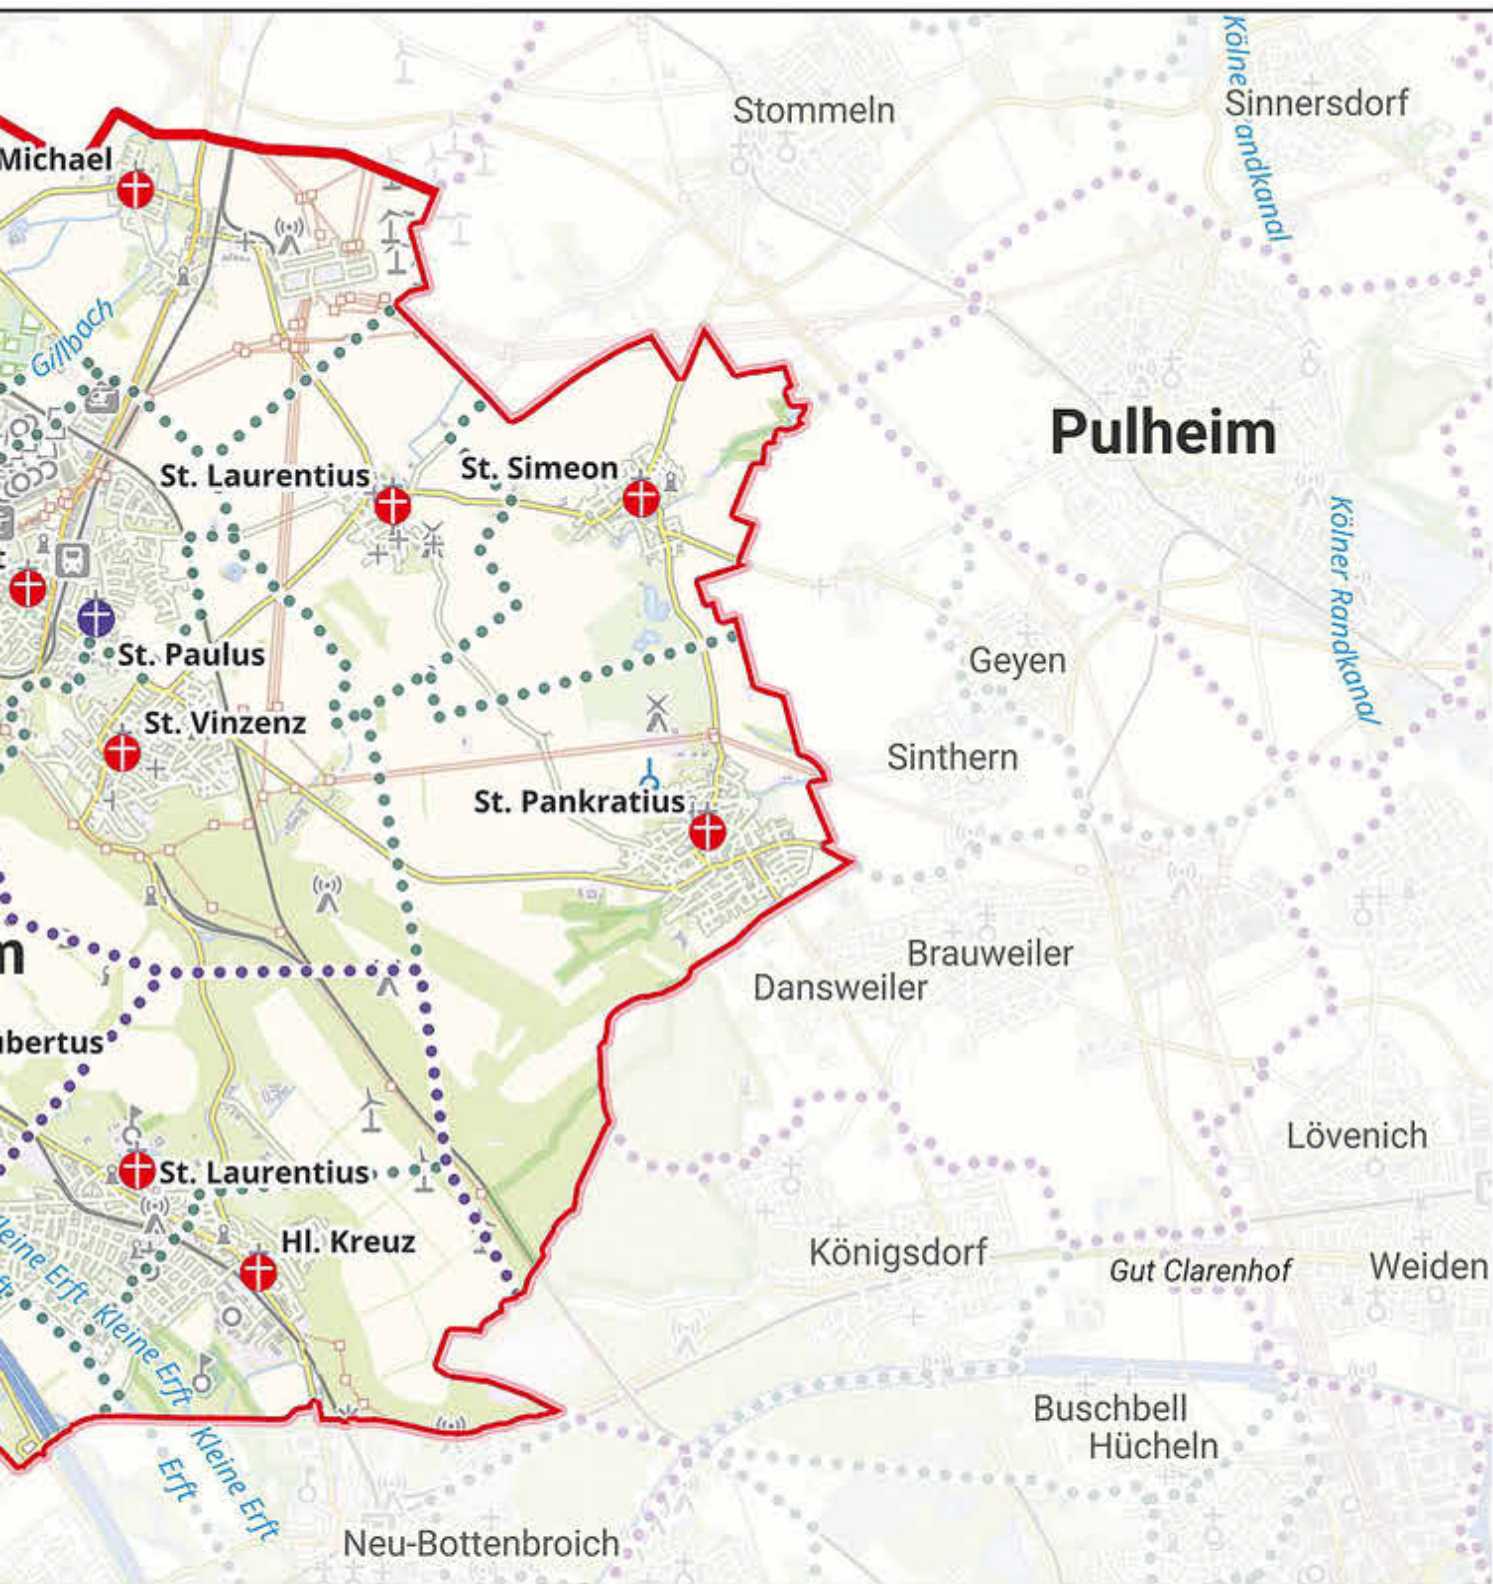 Stommeln
Kölner Randkanal
Sinnersdorf
Michael
Gillbach
Pulheim
St. Laurentius
St. Simeon
Kölner Randkanal
St. Paulus
Geyen
St. Vinzenz
Sinthern
St. Pankratius
m
Brauweiler
Dansweiler
ubertus
Lövenich
St. Laurentius
Hl. Kreuz
Königsdorf
Gut Clarenhof
Weiden
Kleine Erft
Kleine Erft
Buschbell
Hücheln
Kleine Erft
Erft
Neu-Bottenbroich